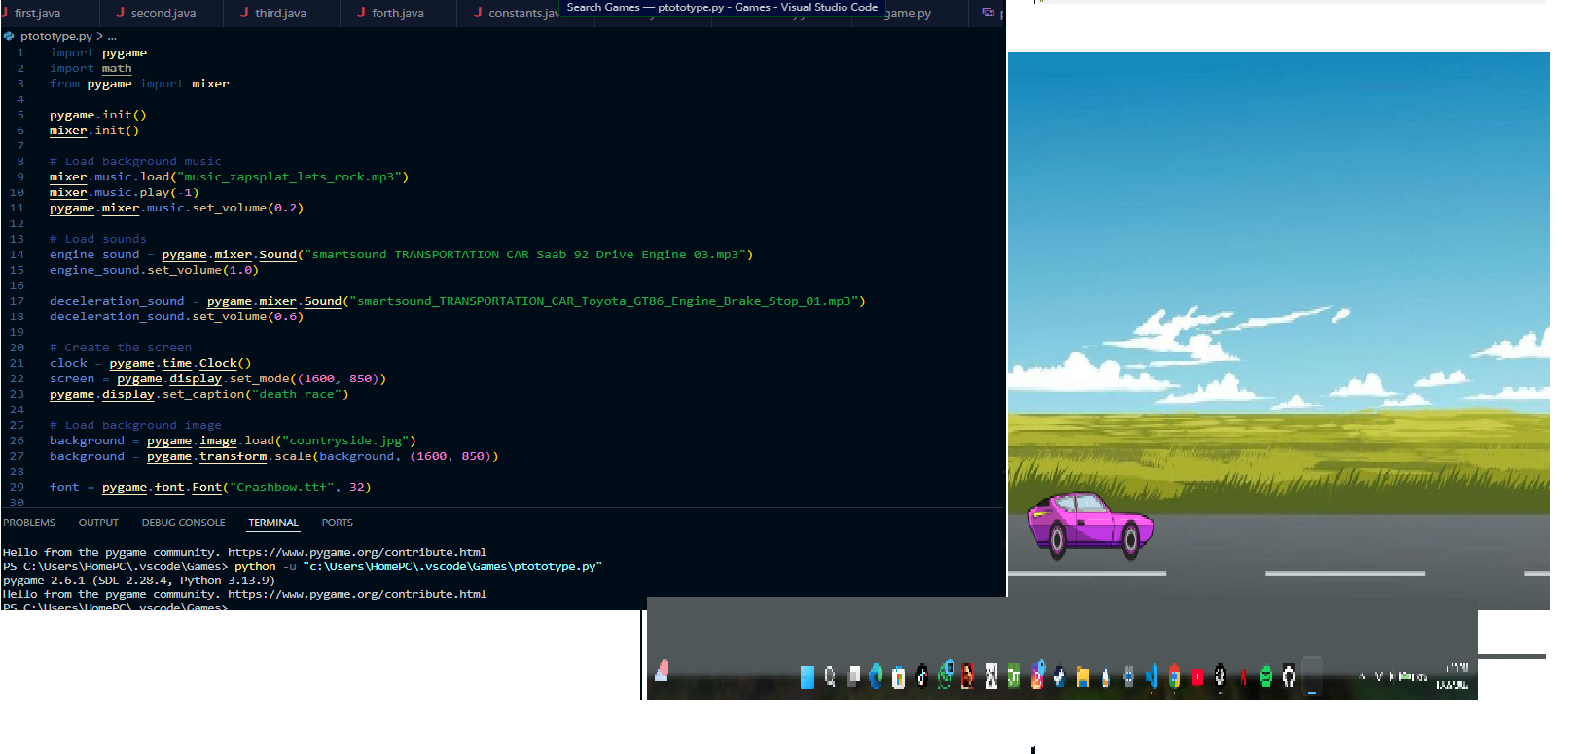 first.java second.java third.java forth.java constants.jav game.py
Search Games — ptototype.py - Games - Visual Studio Code
ptototype.py > ...
1 import pygame
2 import math
3 from pygame import mixer
4
5 pygame.init()
6 mixer.init()
7
8 # Load background music
9 mixer.music.load("music_zapsplat_lets_rock.mp3")
10 mixer.music.play(-1)
11 pygame.mixer.music.set_volume(0.2)
12
13 # Load sounds
14 engine_sound = pygame.mixer.Sound("smartsound_TRANSPORTATION_CAR_Saab_92_Drive_Engine_03.mp3")
15 engine_sound.set_volume(1.0)
16
17 deceleration_sound = pygame.mixer.Sound("smartsound_TRANSPORTATION_CAR_Toyota_GT86_Engine_Brake_Stop_01.mp3")
18 deceleration_sound.set_volume(0.6)
19
20 # Create the screen
21 clock = pygame.time.Clock()
22 screen = pygame.display.set_mode((1600, 850))
23 pygame.display.set_caption("death race")
24
25 # Load background image
26 background = pygame.image.load("countryside.jpg")
27 background = pygame.transform.scale(background, (1600, 850))
28
29 font = pygame.font.Font("Crashbow.ttf", 32)
30
PROBLEMS OUTPUT DEBUG CONSOLE TERMINAL PORTS
Hello from the pygame community. https://www.pygame.org/contribute.html
PS C:\Users\HomePC\.vscode\Games> python -u "c:\Users\HomePC\.vscode\Games\ptototype.py"
pygame 2.6.1 (SDL 2.28.4, Python 3.13.9)
Hello from the pygame community. https://www.pygame.org/contribute.html
PS C:\Users\HomePC\.vscode\Games>